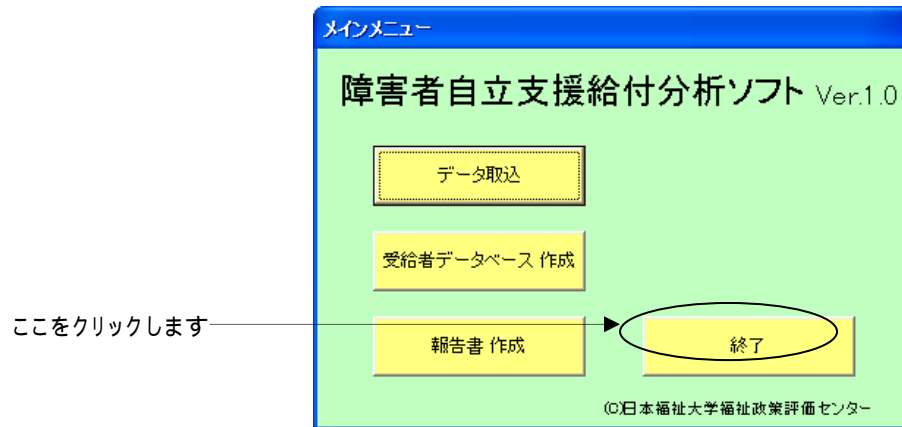 メインメニュー
障害者自立支援給付分析ソフト Ver.1.0
データ取込
受給者データベース 作成
ここをクリックします
報告書 作成
終了
(C)日本福祉大学福祉政策評価センター